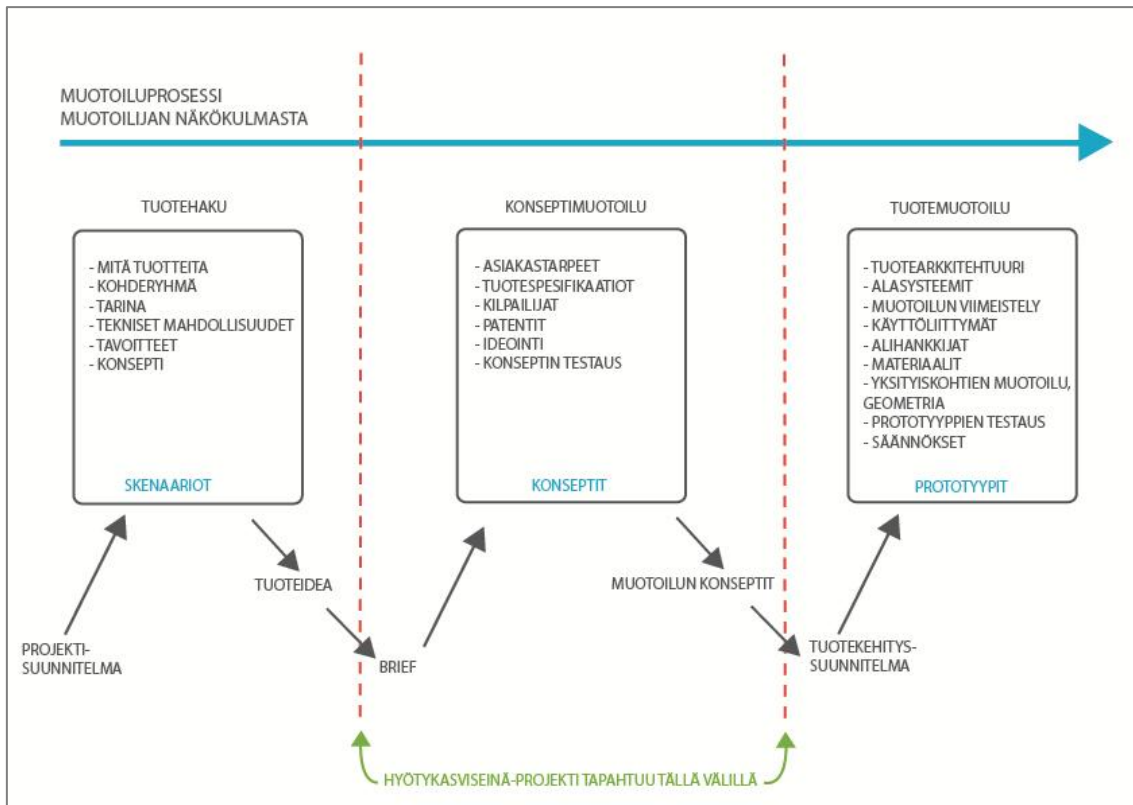 MUOTOILUPROSESSI
MUOTOILIJAN NÄKÖKULMASTA
TUOTEHAKU
- MITÄ TUOTTEITA
- KOHDERYHMÄ
- TARINA
- TEKNISET MAHDOLLISUUDET
- TAVOITTEET
- KONSEPTI
SKENAARIOT
KONSEPTIMUOTOILU
- ASIAKASTARPEET
- TUOTESPESIFIKAATIOT
- KILPAILIJAT
- PATENTIT
- IDEOINTI
- KONSEPTIN TESTAUS
KONSEPTIT
TUOTEMUOTOILU
- TUOTEARKKITEHTUURI
- ALASYSTEEMIT
- MUOTOILUN VIIMEISTELY
- KÄYTTÖLIITTYMÄT
- ALIHANKKIJAT
- MATERIAALIT
- YKSITYISKOHTIEN MUOTOILU,
GEOMETRIA
- PROTOTYYPPIEN TESTAUS
- SÄÄNNÖKSET
PROTOTYYPIT
PROJEKTI-
SUUNNITELMA
TUOTEIDEA
BRIEF
MUOTOILUN KONSEPTIT
TUOTEKEHITYS-
SUUNNITELMA
HYÖTYKASVISEINÄ-PROJEKTI TAPAHTUU TÄLLÄ VÄLILLÄ